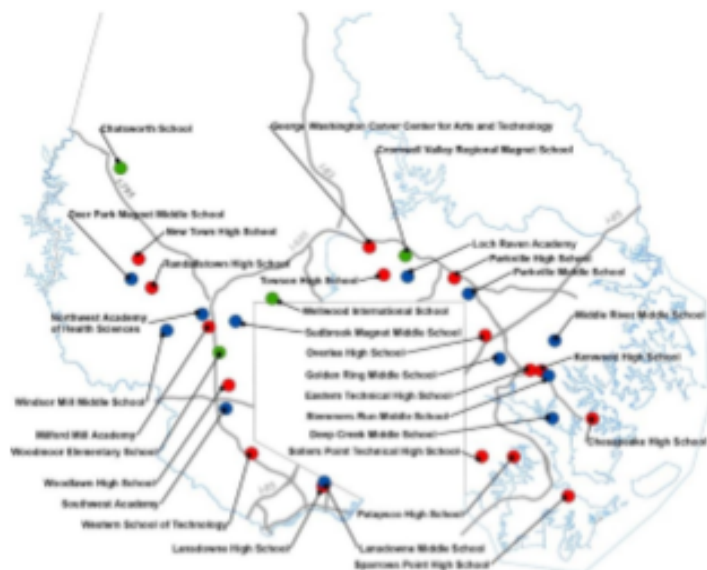 Chatsworth School
George Washington Carver Center for Arts and Technology
Cromwell Valley Regional Magnet School
I-795
I-83
I-695
I-95
Deer Park Magnet Middle School
New Town High School
Randallstown High School
Loch Raven Academy
Parkville High School
Parkville Middle School
Towson High School
Wellwood International School
Northwest Academy
of Health Sciences
Sudbrook Magnet Middle School
Middle River Middle School
Overlea High School
Golden Ring Middle School
Kenwood High School
Eastern Technical High School
Windsor Mill Middle School
Stemmers Run Middle School
Milford Mill Academy
Deep Creek Middle School
Chesapeake High School
Woodmoor Elementary School
Sollers Point Technical High School
Woodlawn High School
Southwest Academy
Patapsco High School
Western School of Technology
I-95
Lansdowne High School
Lansdowne Middle School
Sparrows Point High School